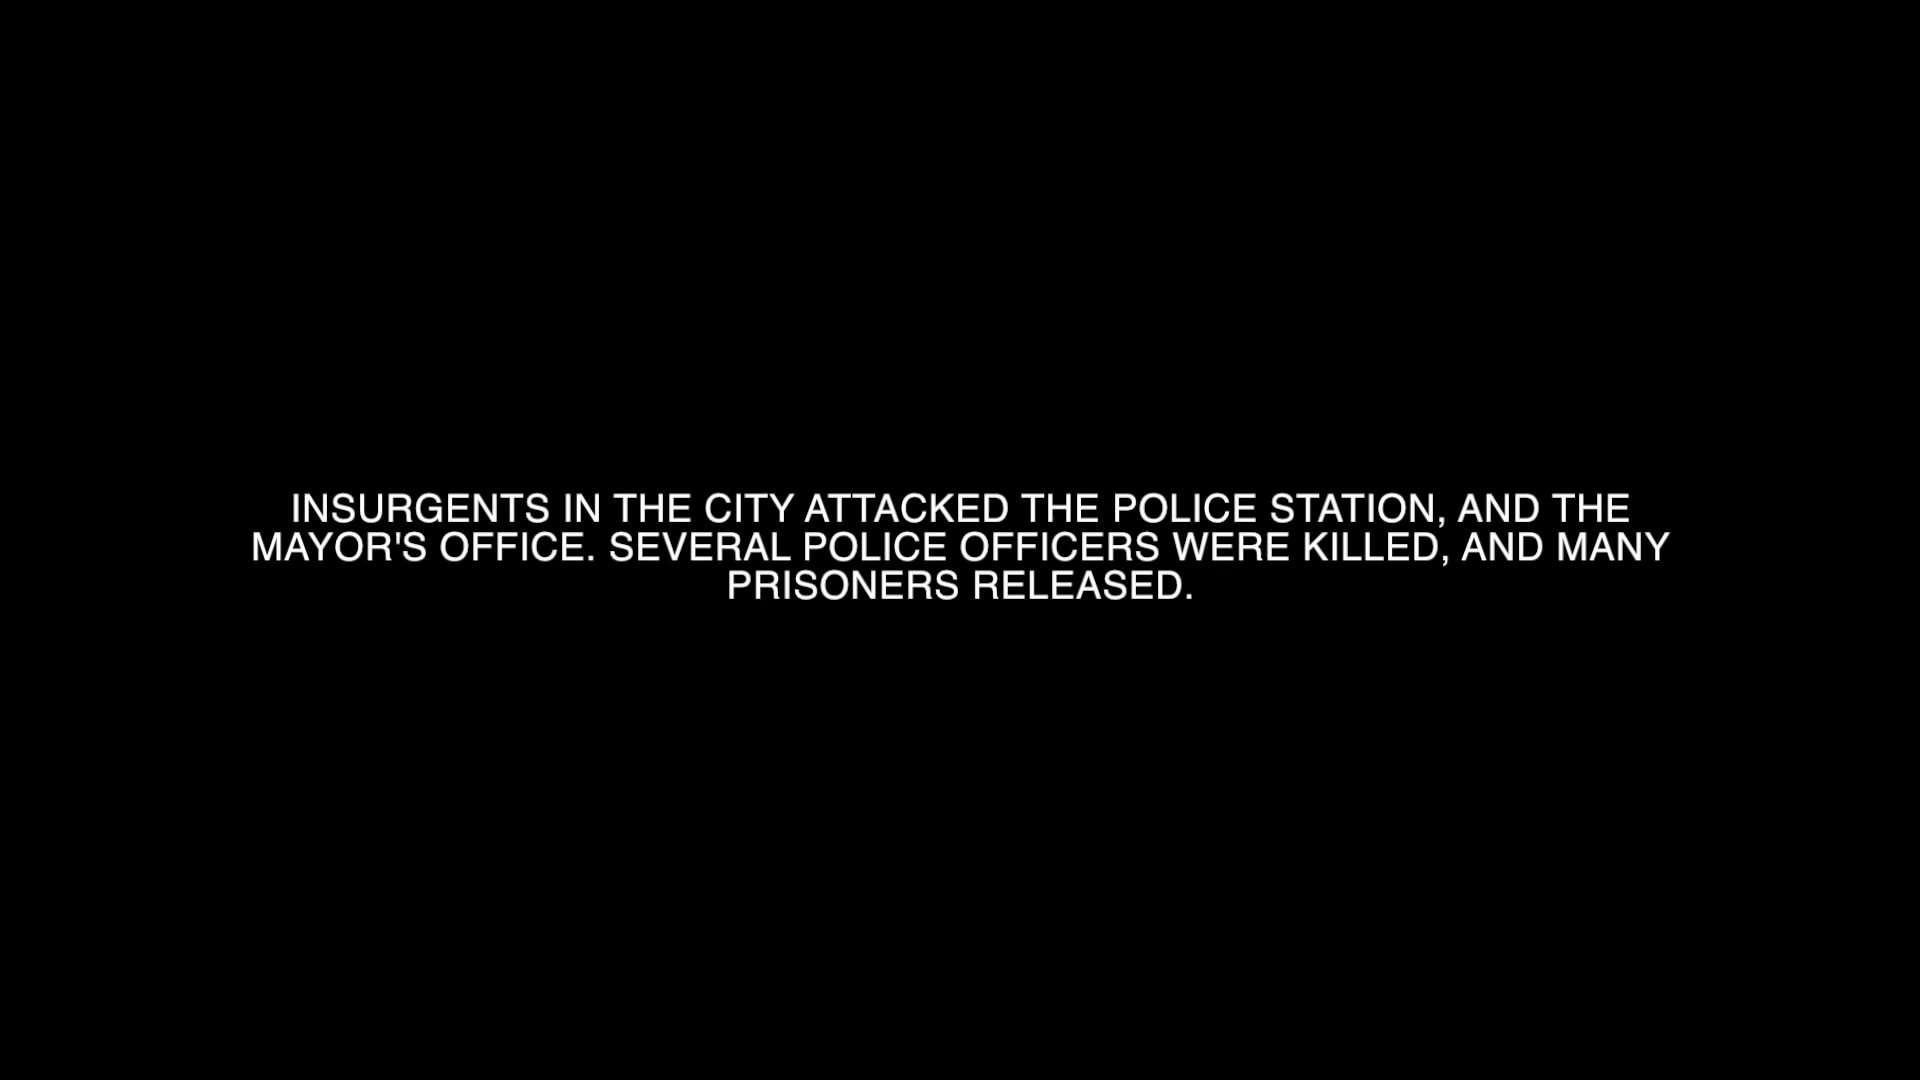 INSURGENTS IN THE CITY ATTACKED THE POLICE STATION, AND THE
MAYOR'S OFFICE. SEVERAL POLICE OFFICERS WERE KILLED, AND MANY
PRISONERS RELEASED.